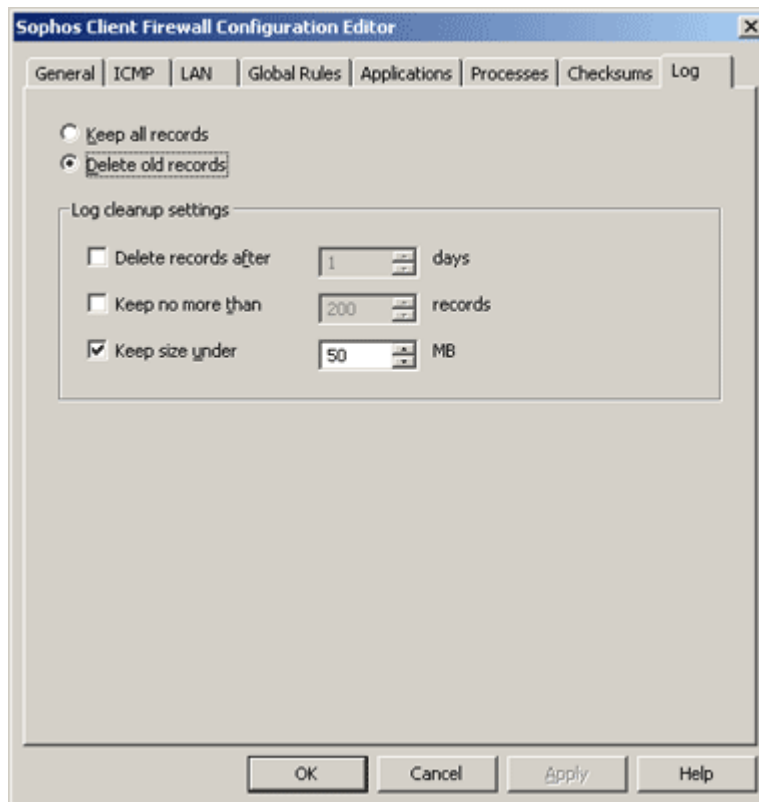 Sophos Client Firewall Configuration Editor
General ICMP LAN Global Rules Applications Processes Checksums Log
Keep all records
Delete old records
Log cleanup settings
Delete records after 1 days
Keep no more than 200 records
Keep size under 50 MB
OK Cancel Apply Help